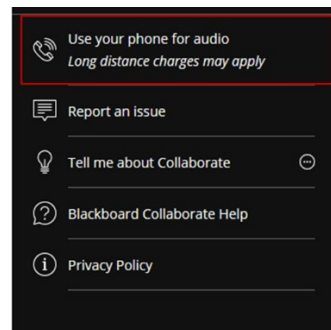 Use your phone for audio
Long distance charges may apply
Report an issue
Tell me about Collaborate
Blackboard Collaborate Help
Privacy Policy